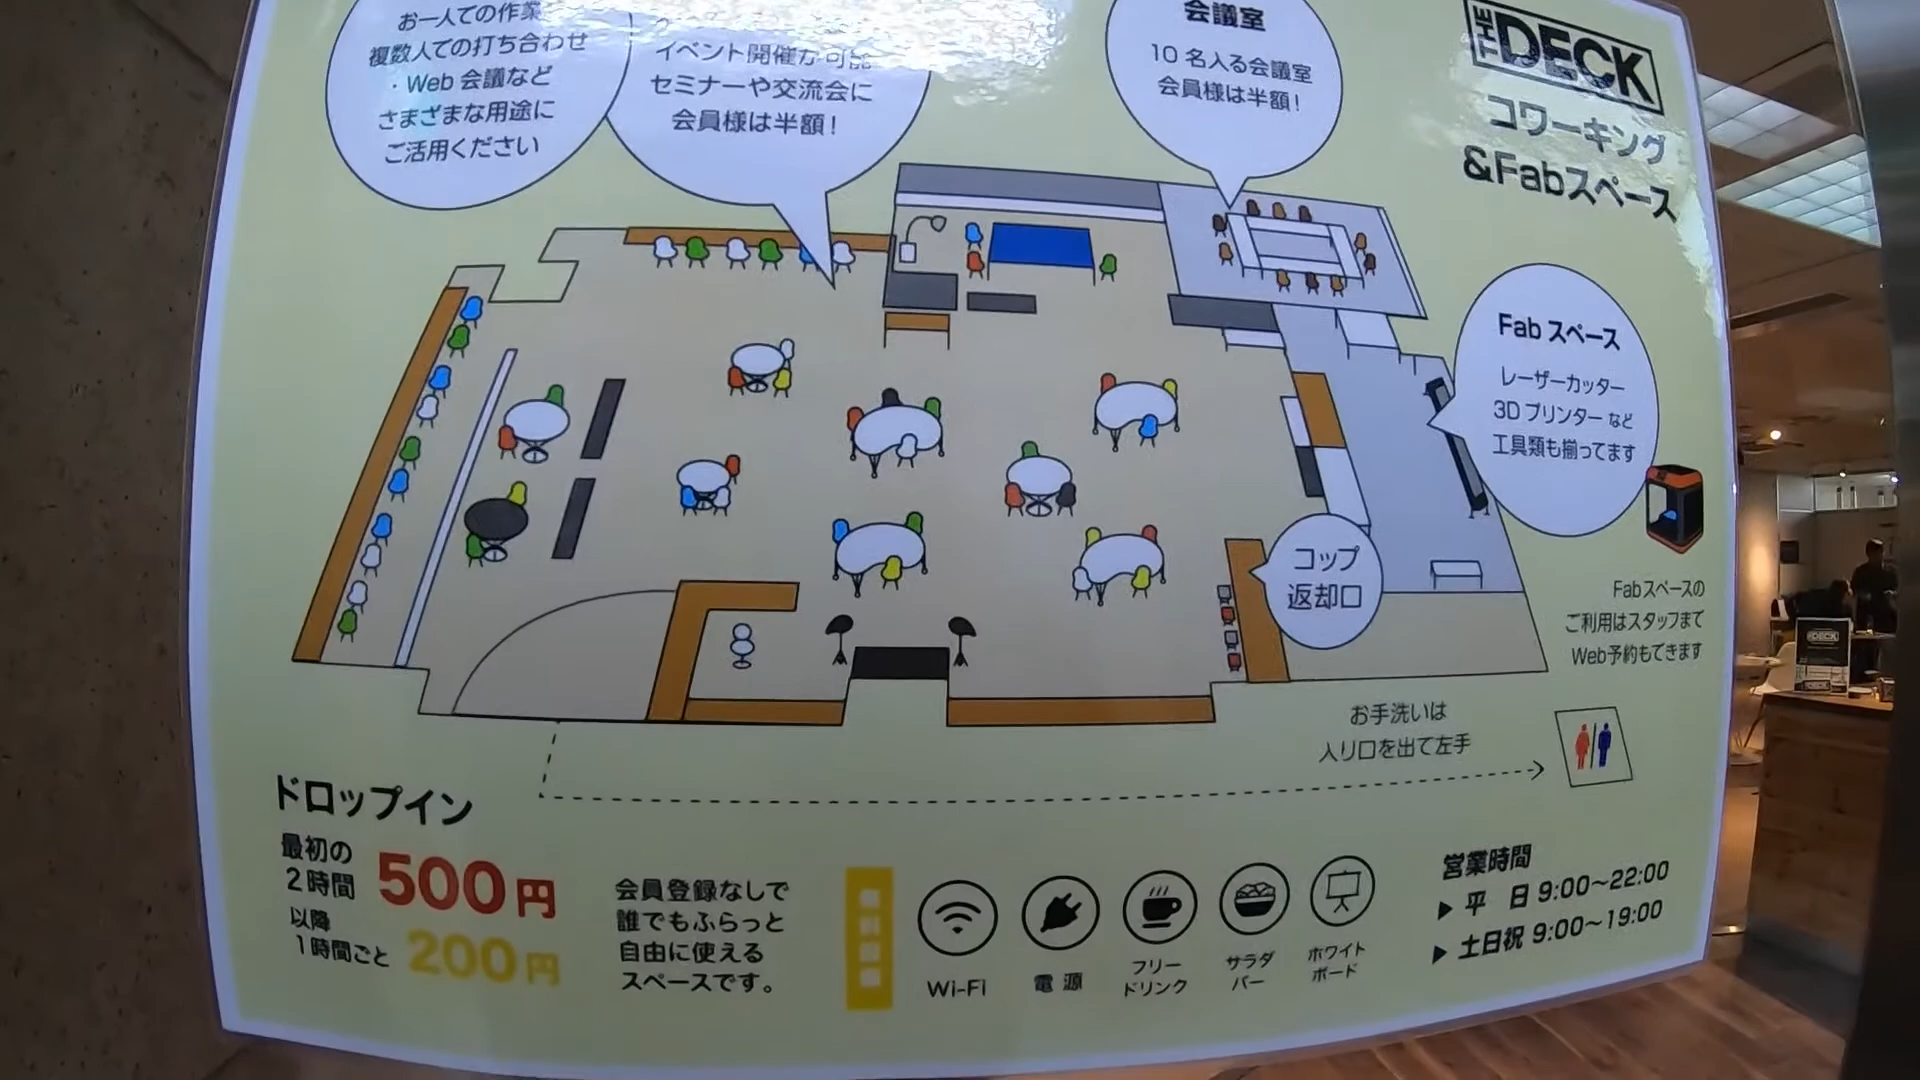 お一人での作業
複数人での打ち合わせ
・Web 会議など
さまざまな用途に
ご活用ください
イベント開催が可能
セミナーや交流会に
会員様は半額！
会議室
10 名入る会議室
会員様は半額！
THE DECK
コワーキング
&Fabスペース
Fab スペース
レーザーカッター
3D プリンター など
工具類も揃ってます
コップ
返却口
Fabスペースの
ご利用はスタッフまで
Web予約もできます
お手洗いは
入り口を出て左手
ドロップイン
最初の
2時間 500円
以降
1時間ごと 200円
会員登録なしで
誰でもふらっと
自由に使える
スペースです。
Wi-Fi
電源
フリー
ドリンク
サラダ
バー
ホワイト
ボード
営業時間
▶ 平 日 9:00~22:00
▶ 土日祝 9:00~19:00
DECK